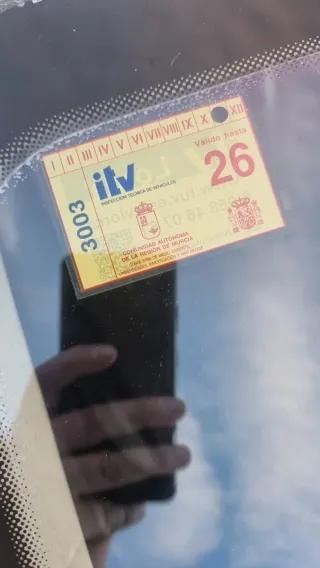 I II III IV V VI VII VIII IX X XII
Válido hasta
26
itv
INSPECCIÓN TÉCNICA DE VEHÍCULOS
3003
COMUNIDAD AUTÓNOMA
DE LA REGIÓN DE MURCIA